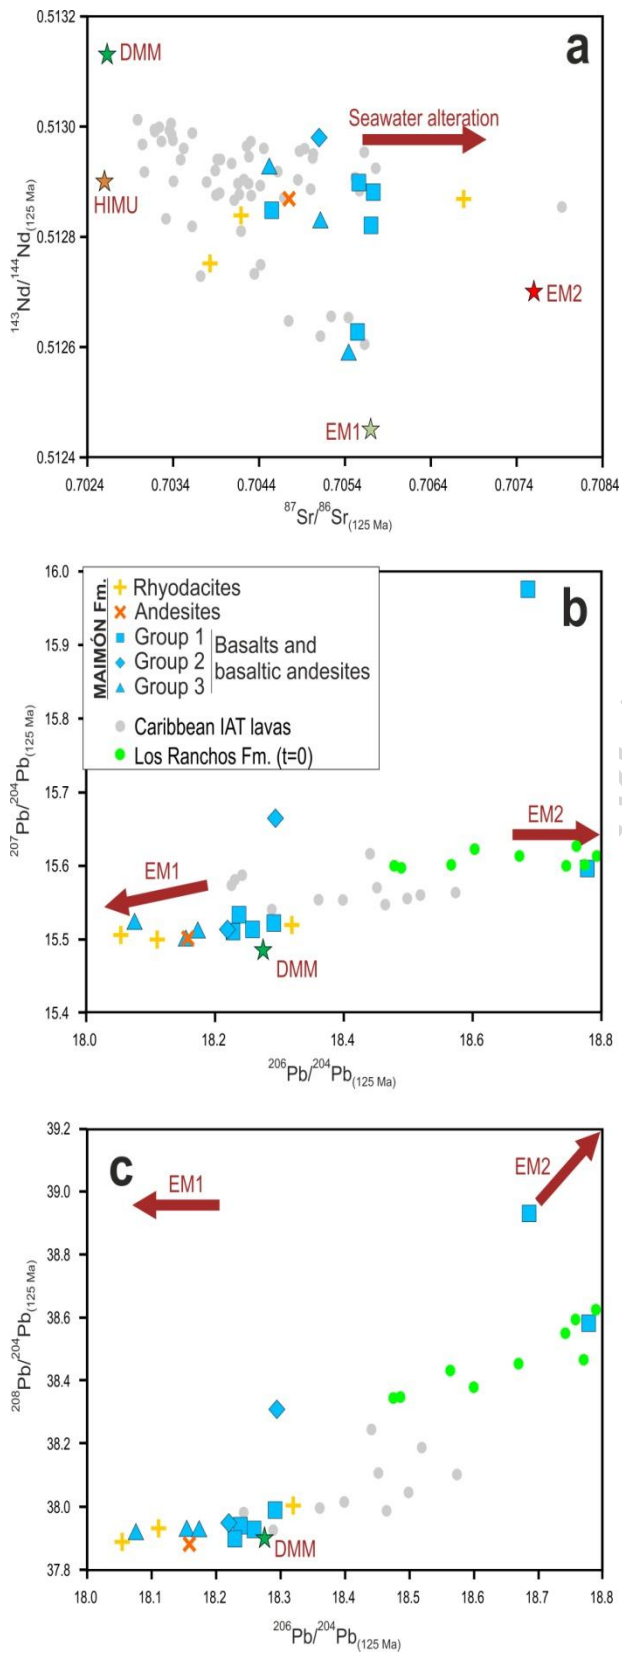 a
0.5132
0.5130
0.5128
0.5126
0.5124
143Nd/144Nd(125 Ma)
DMM
Seawater alteration
HIMU
EM2
EM1
0.7024 0.7034 0.7044 0.7054 0.7064 0.7074 0.7084
87Sr/86Sr(125 Ma)
b
16.0
15.9
15.8
15.7
15.6
15.5
15.4
207Pb/204Pb(125 Ma)
MAIMÓN Fm.
Rhyodacites
Andesites
Group 1
Group 2
Group 3
Basalts and
basaltic andesites
Caribbean IAT lavas
Los Ranchos Fm. (t=0)
EM2
EM1
DMM
18.0 18.2 18.4 18.6 18.8
206Pb/204Pb(125 Ma)
c
39.2
39.0
38.8
38.6
38.4
38.2
38.0
37.8
208Pb/204Pb(125 Ma)
EM1
EM2
DMM
18.0 18.1 18.2 18.3 18.4 18.5 18.6 18.7 18.8
206Pb/204Pb(125 Ma)